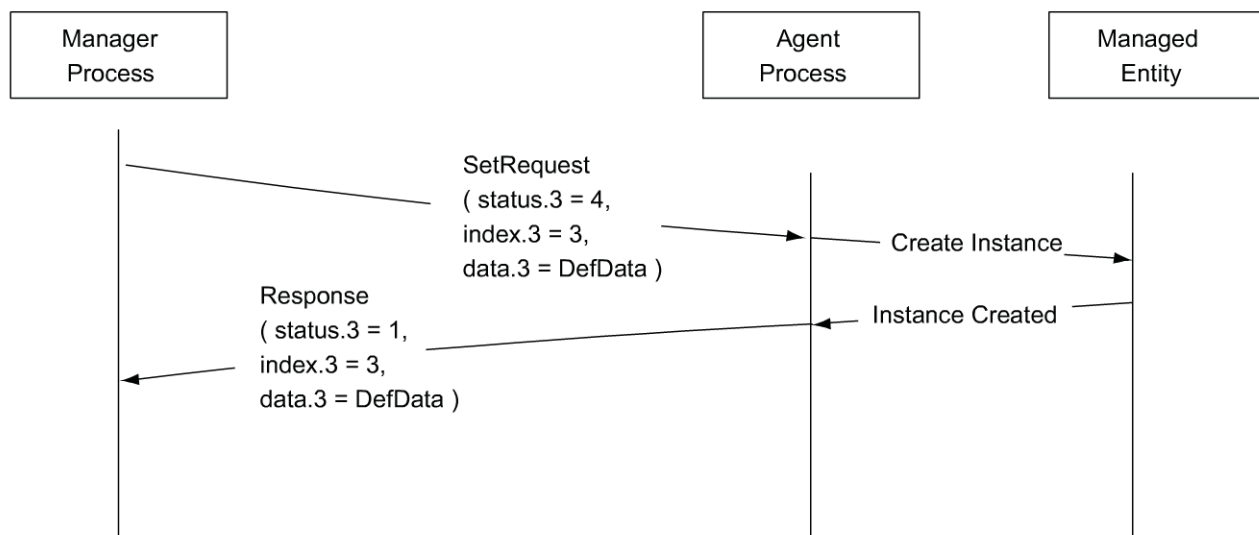 Manager
Process
Agent
Process
Managed
Entity
SetRequest
( status.3 = 4,
index.3 = 3,
data.3 = DefData )
Create Instance
Response
( status.3 = 1,
index.3 = 3,
data.3 = DefData )
Instance Created